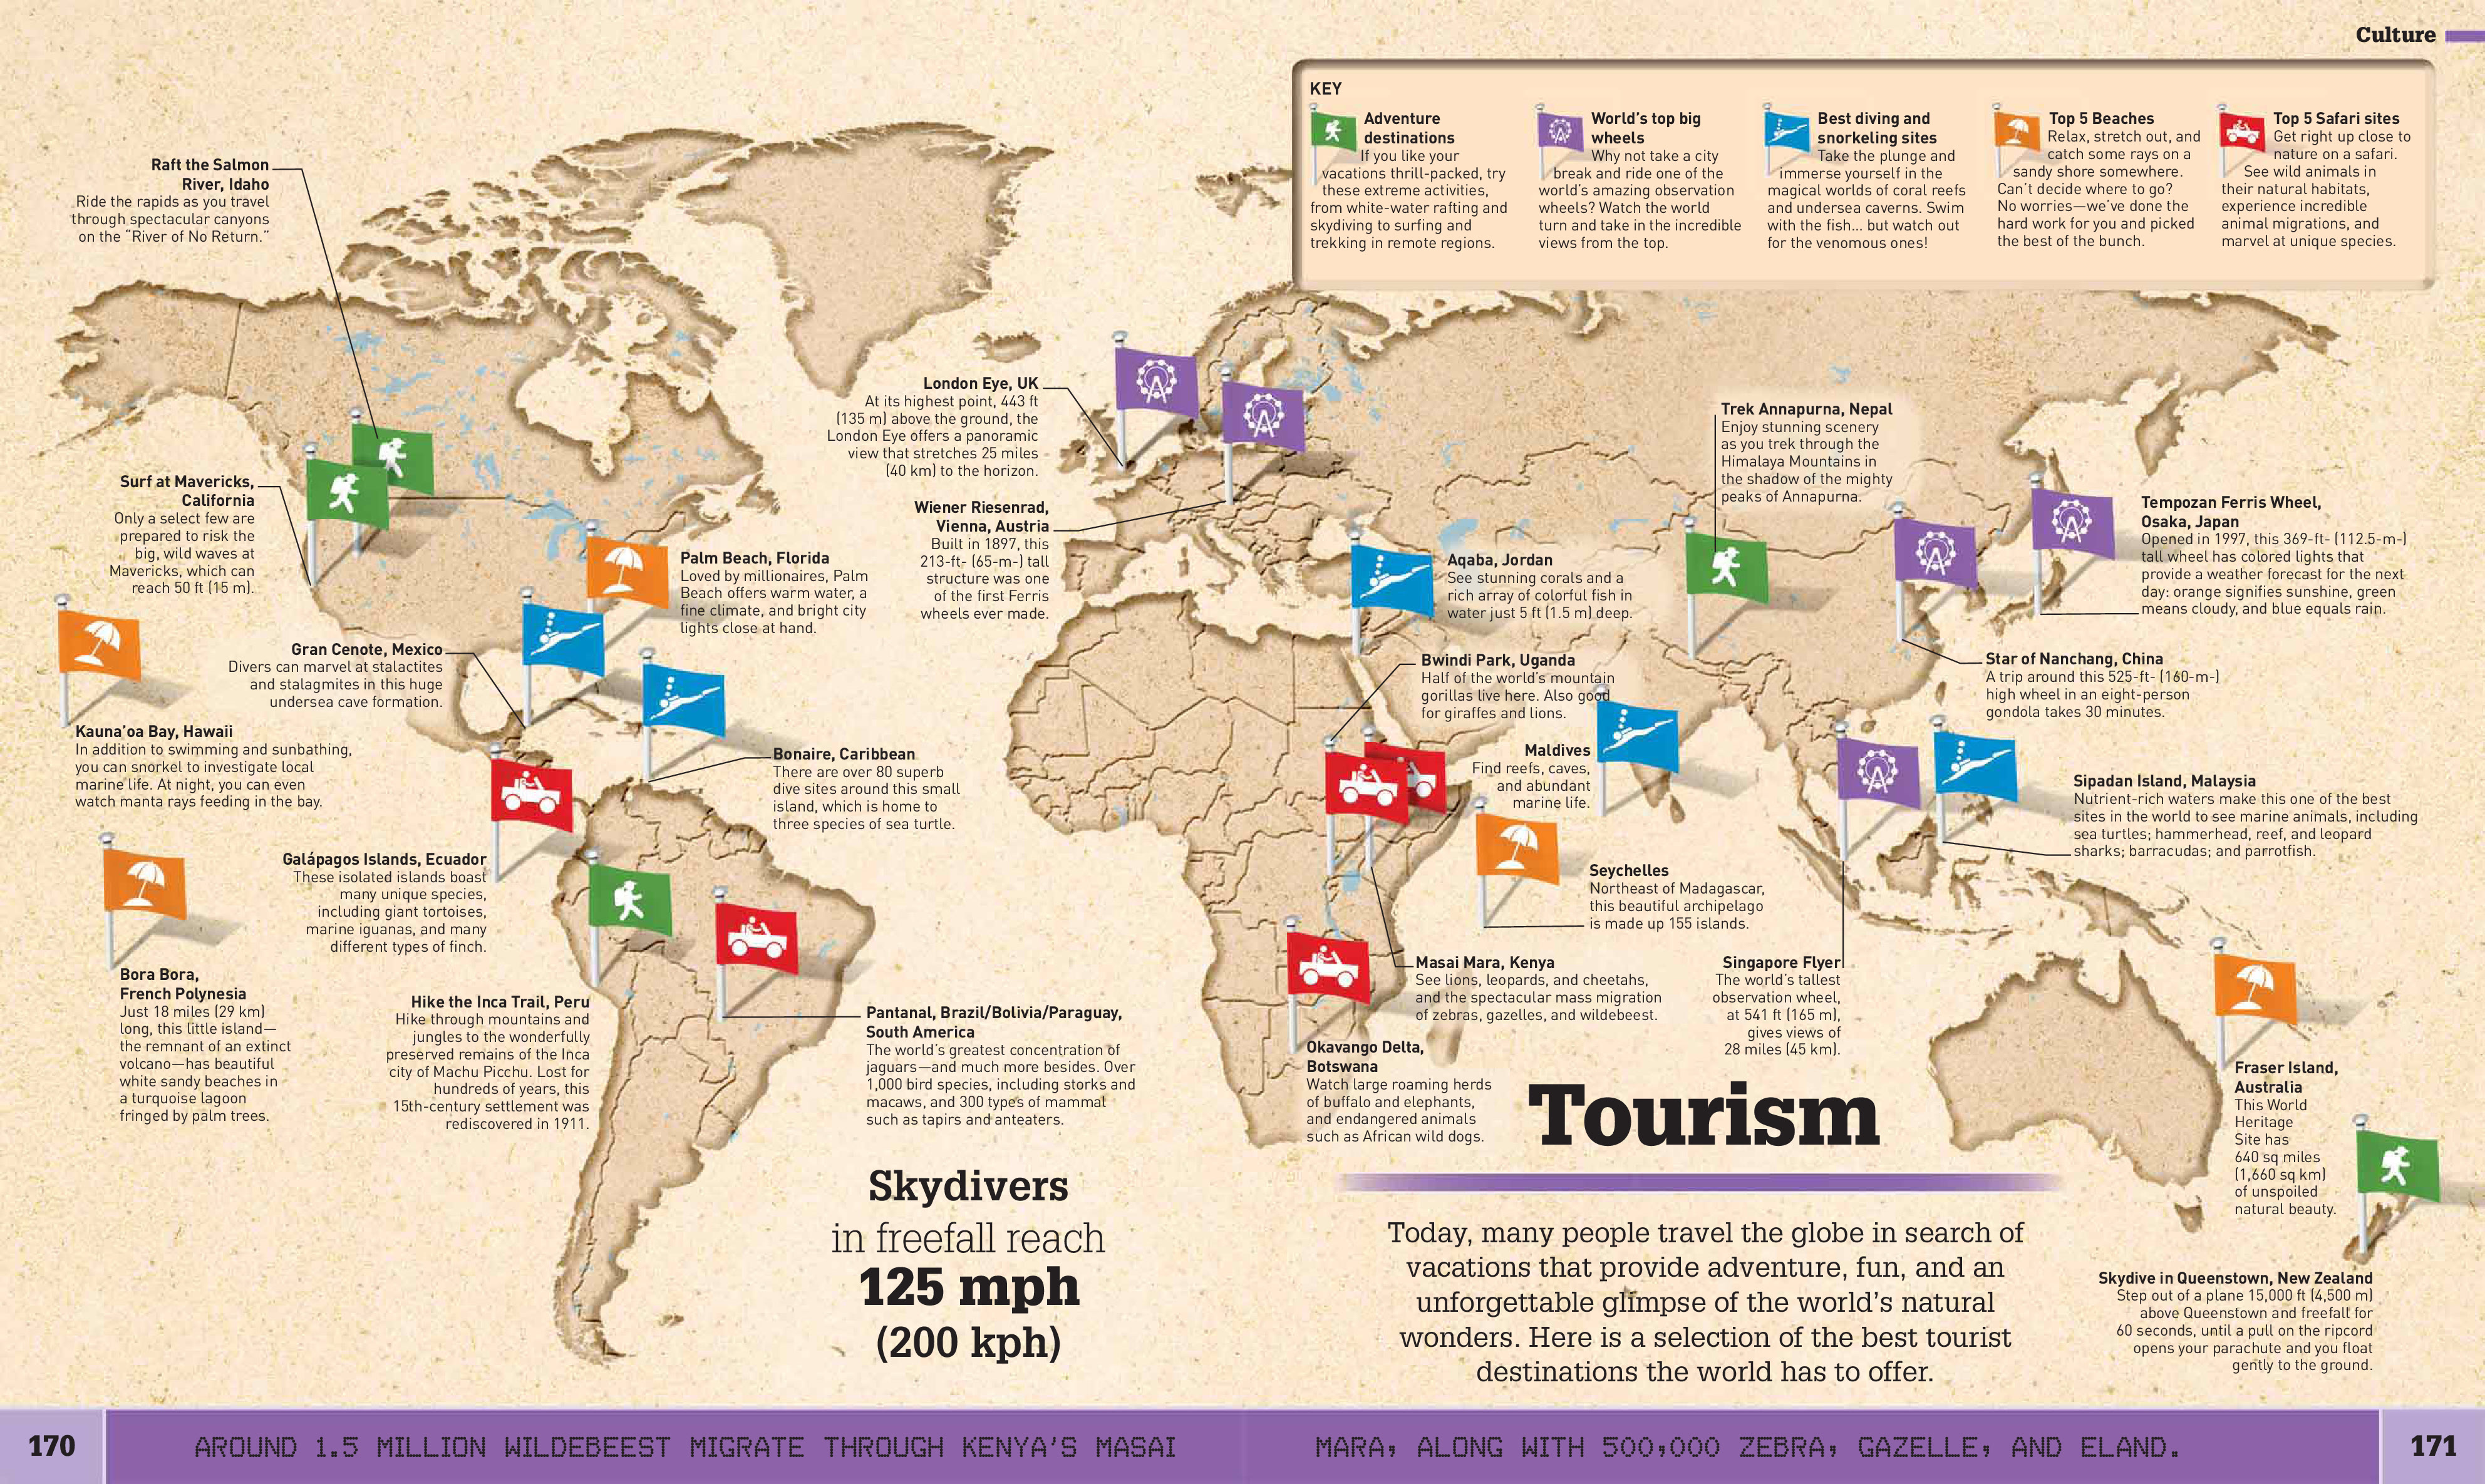 Culture
KEY
Adventure
destinations
If you like your
vacations thrill-packed, try
these extreme activities,
from white-water rafting and
skydiving to surfing and
trekking in remote regions.
World's top big
wheels
Why not take a city
break and ride one of the
world's amazing observation
wheels? Watch the world
turn and take in the incredible
views from the top.
Best diving and
snorkeling sites
Take the plunge and
immerse yourself in the
magical worlds of coral reefs
and undersea caverns. Swim
with the fish... but watch out
for the venomous ones!
Top 5 Beaches
Relax, stretch out, and
catch some rays on a
sandy shore somewhere.
Can't decide where to go?
No worries—we've done the
hard work for you and picked
the best of the bunch.
Top 5 Safari sites
Get right up close to
nature on a safari.
See wild animals in
their natural habitats,
experience incredible
animal migrations, and
marvel at unique species.
Raft the Salmon
River, Idaho
Ride the rapids as you travel
through spectacular canyons
on the "River of No Return."
Surf at Mavericks,
California
Only a select few are
prepared to risk the
big, wild waves at
Mavericks, which can
reach 50 ft (15 m).
Palm Beach, Florida
Loved by millionaires, Palm
Beach offers warm water, a
fine climate, and bright city
lights close at hand.
Gran Cenote, Mexico
Divers can marvel at stalactites
and stalagmites in this huge
undersea cave formation.
Kauna'oa Bay, Hawaii
In addition to swimming and sunbathing,
you can snorkel to investigate local
marine life. At night, you can even
watch manta rays feeding in the bay.
Bonaire, Caribbean
There are over 80 superb
dive sites around this small
island, which is home to
three species of sea turtle.
Galápagos Islands, Ecuador
These isolated islands boast
many unique species,
including giant tortoises,
marine iguanas, and many
different types of finch.
Bora Bora,
French Polynesia
Just 18 miles (29 km)
long, this little island—
the remnant of an extinct
volcano—has beautiful
white sandy beaches in
a turquoise lagoon
fringed by palm trees.
Hike the Inca Trail, Peru
Hike through mountains and
jungles to the wonderfully
preserved remains of the Inca
city of Machu Picchu. Lost for
hundreds of years, this
15th-century settlement was
rediscovered in 1911.
Pantanal, Brazil/Bolivia/Paraguay,
South America
The world's greatest concentration of
jaguars—and much more besides. Over
1,000 bird species, including storks and
macaws, and 300 types of mammal
such as tapirs and anteaters.
Skydivers
in freefall reach
125 mph
(200 kph)
London Eye, UK
At its highest point, 443 ft
(135 m) above the ground, the
London Eye offers a panoramic
view that stretches 25 miles
(40 km) to the horizon.
Wiener Riesenrad,
Vienna, Austria
Built in 1897, this
213-ft- (65-m-) tall
structure was one
of the first Ferris
wheels ever made.
Aqaba, Jordan
See stunning corals and a
rich array of colorful fish in
water just 5 ft (1.5 m) deep.
Bwindi Park, Uganda
Half of the world's mountain
gorillas live here. Also good
for giraffes and lions.
Maldives
Find reefs, caves,
and abundant
marine life.
Seychelles
Northeast of Madagascar,
this beautiful archipelago
is made up 155 islands.
Masai Mara, Kenya
See lions, leopards, and cheetahs,
and the spectacular mass migration
of zebras, gazelles, and wildebeest.
Okavango Delta,
Botswana
Watch large roaming herds
of buffalo and elephants,
and endangered animals
such as African wild dogs.
Trek Annapurna, Nepal
Enjoy stunning scenery
as you trek through the
Himalaya Mountains in
the shadow of the mighty
peaks of Annapurna.
Tempozan Ferris Wheel,
Osaka, Japan
Opened in 1997, this 369-ft- (112.5-m-)
tall wheel has colored lights that
provide a weather forecast for the next
day: orange signifies sunshine, green
means cloudy, and blue equals rain.
Star of Nanchang, China
A trip around this 525-ft- (160-m-)
high wheel in an eight-person
gondola takes 30 minutes.
Sipadan Island, Malaysia
Nutrient-rich waters make this one of the best
sites in the world to see marine animals, including
sea turtles; hammerhead, reef, and leopard
sharks; barracudas; and parrotfish.
Singapore Flyer
The world's tallest
observation wheel,
at 541 ft (165 m),
gives views of
28 miles (45 km).
Fraser Island,
Australia
This World
Heritage
Site has
640 sq miles
(1,660 sq km)
of unspoiled
natural beauty.
Skydive in Queenstown, New Zealand
Step out of a plane 15,000 ft (4,500 m)
above Queenstown and freefall for
60 seconds, until a pull on the ripcord
opens your parachute and you float
gently to the ground.
Tourism
Today, many people travel the globe in search of
vacations that provide adventure, fun, and an
unforgettable glimpse of the world's natural
wonders. Here is a selection of the best tourist
destinations the world has to offer.
170
AROUND 1.5 MILLION WILDEBEEST MIGRATE THROUGH KENYA'S MASAI
MARA, ALONG WITH 500,000 ZEBRA, GAZELLE, AND ELAND.
171